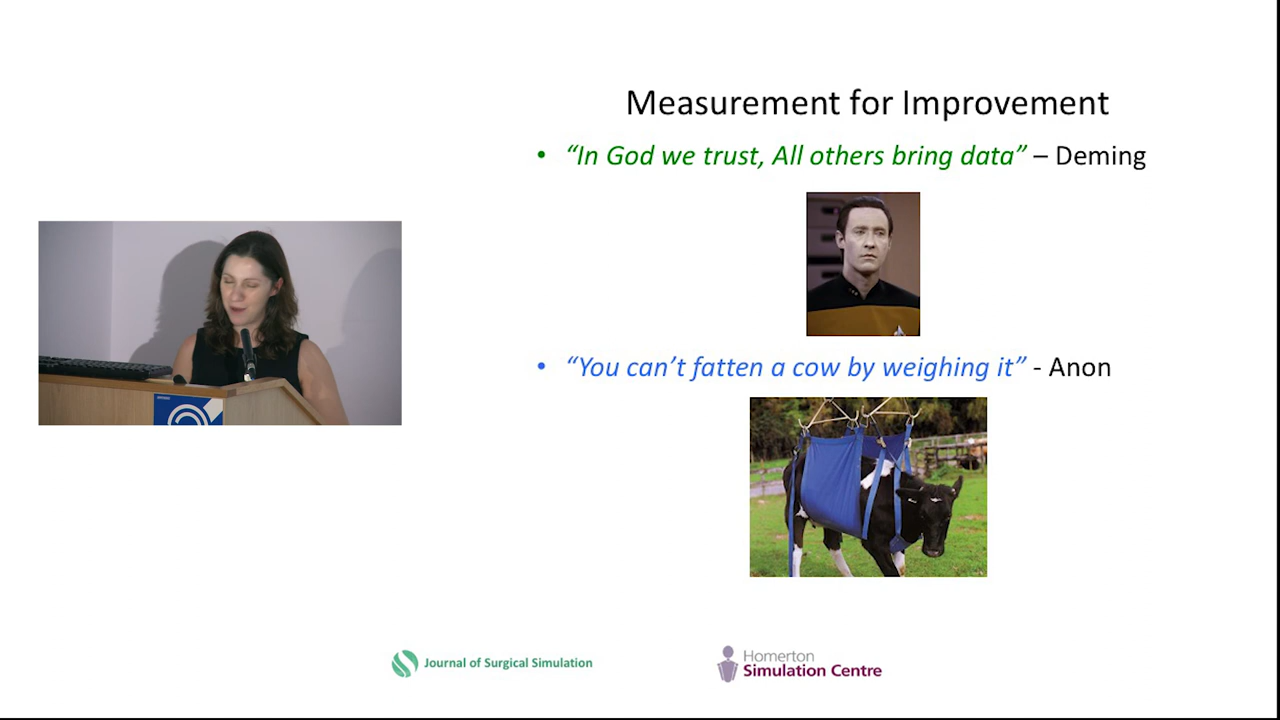 Measurement for Improvement
• “In God we trust, All others bring data” – Deming
• “You can’t fatten a cow by weighing it” - Anon
Journal of Surgical Simulation
Homerton
Simulation Centre